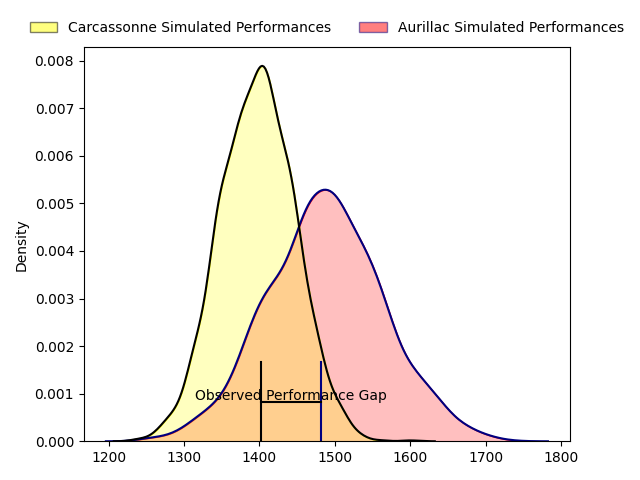 Carcassonne Simulated Performances
Aurillac Simulated Performances
0.008
0.007
0.006
0.005
0.004
0.003
0.002
0.001
0.000
Density
Observed Performance Gap
1200 1300 1400 1500 1600 1700 1800